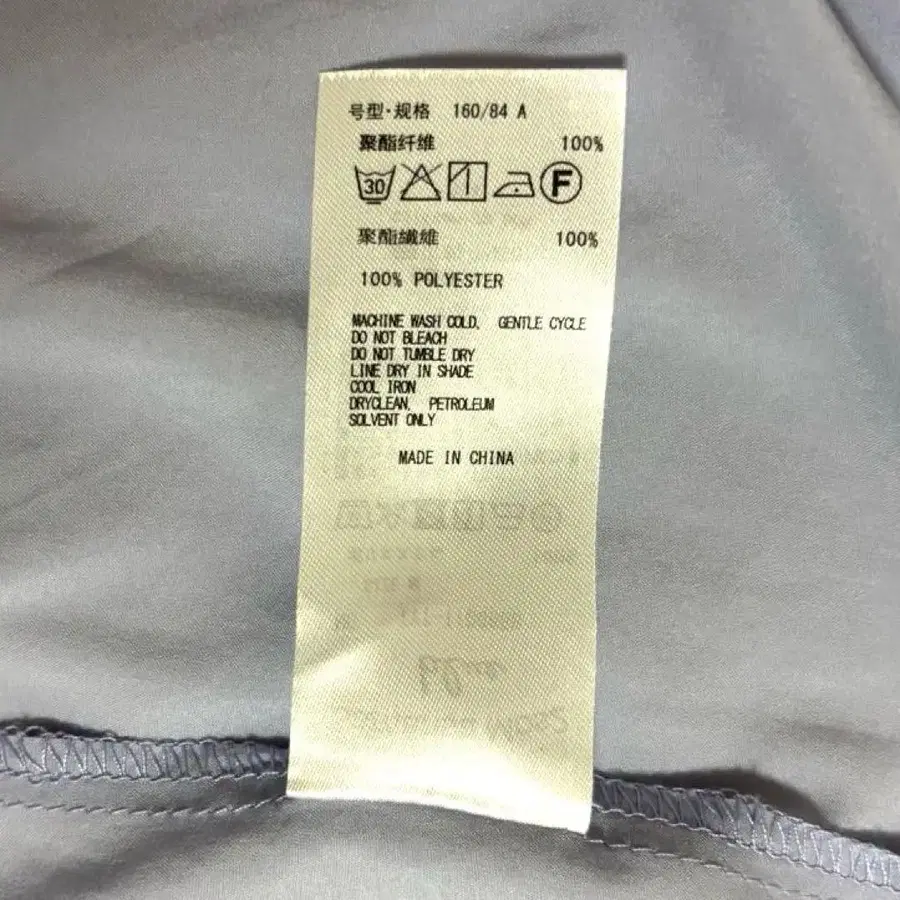 号型·规格 160/84 A
聚酯纤维 100%
30 F
聚酯纖維 100%
100% POLYESTER
MACHINE WASH COLD, GENTLE CYCLE
DO NOT BLEACH
DO NOT TUMBLE DRY
LINE DRY IN SHADE
COOL IRON
DRYCLEAN, PETROLEUM
SOLVENT ONLY
MADE IN CHINA